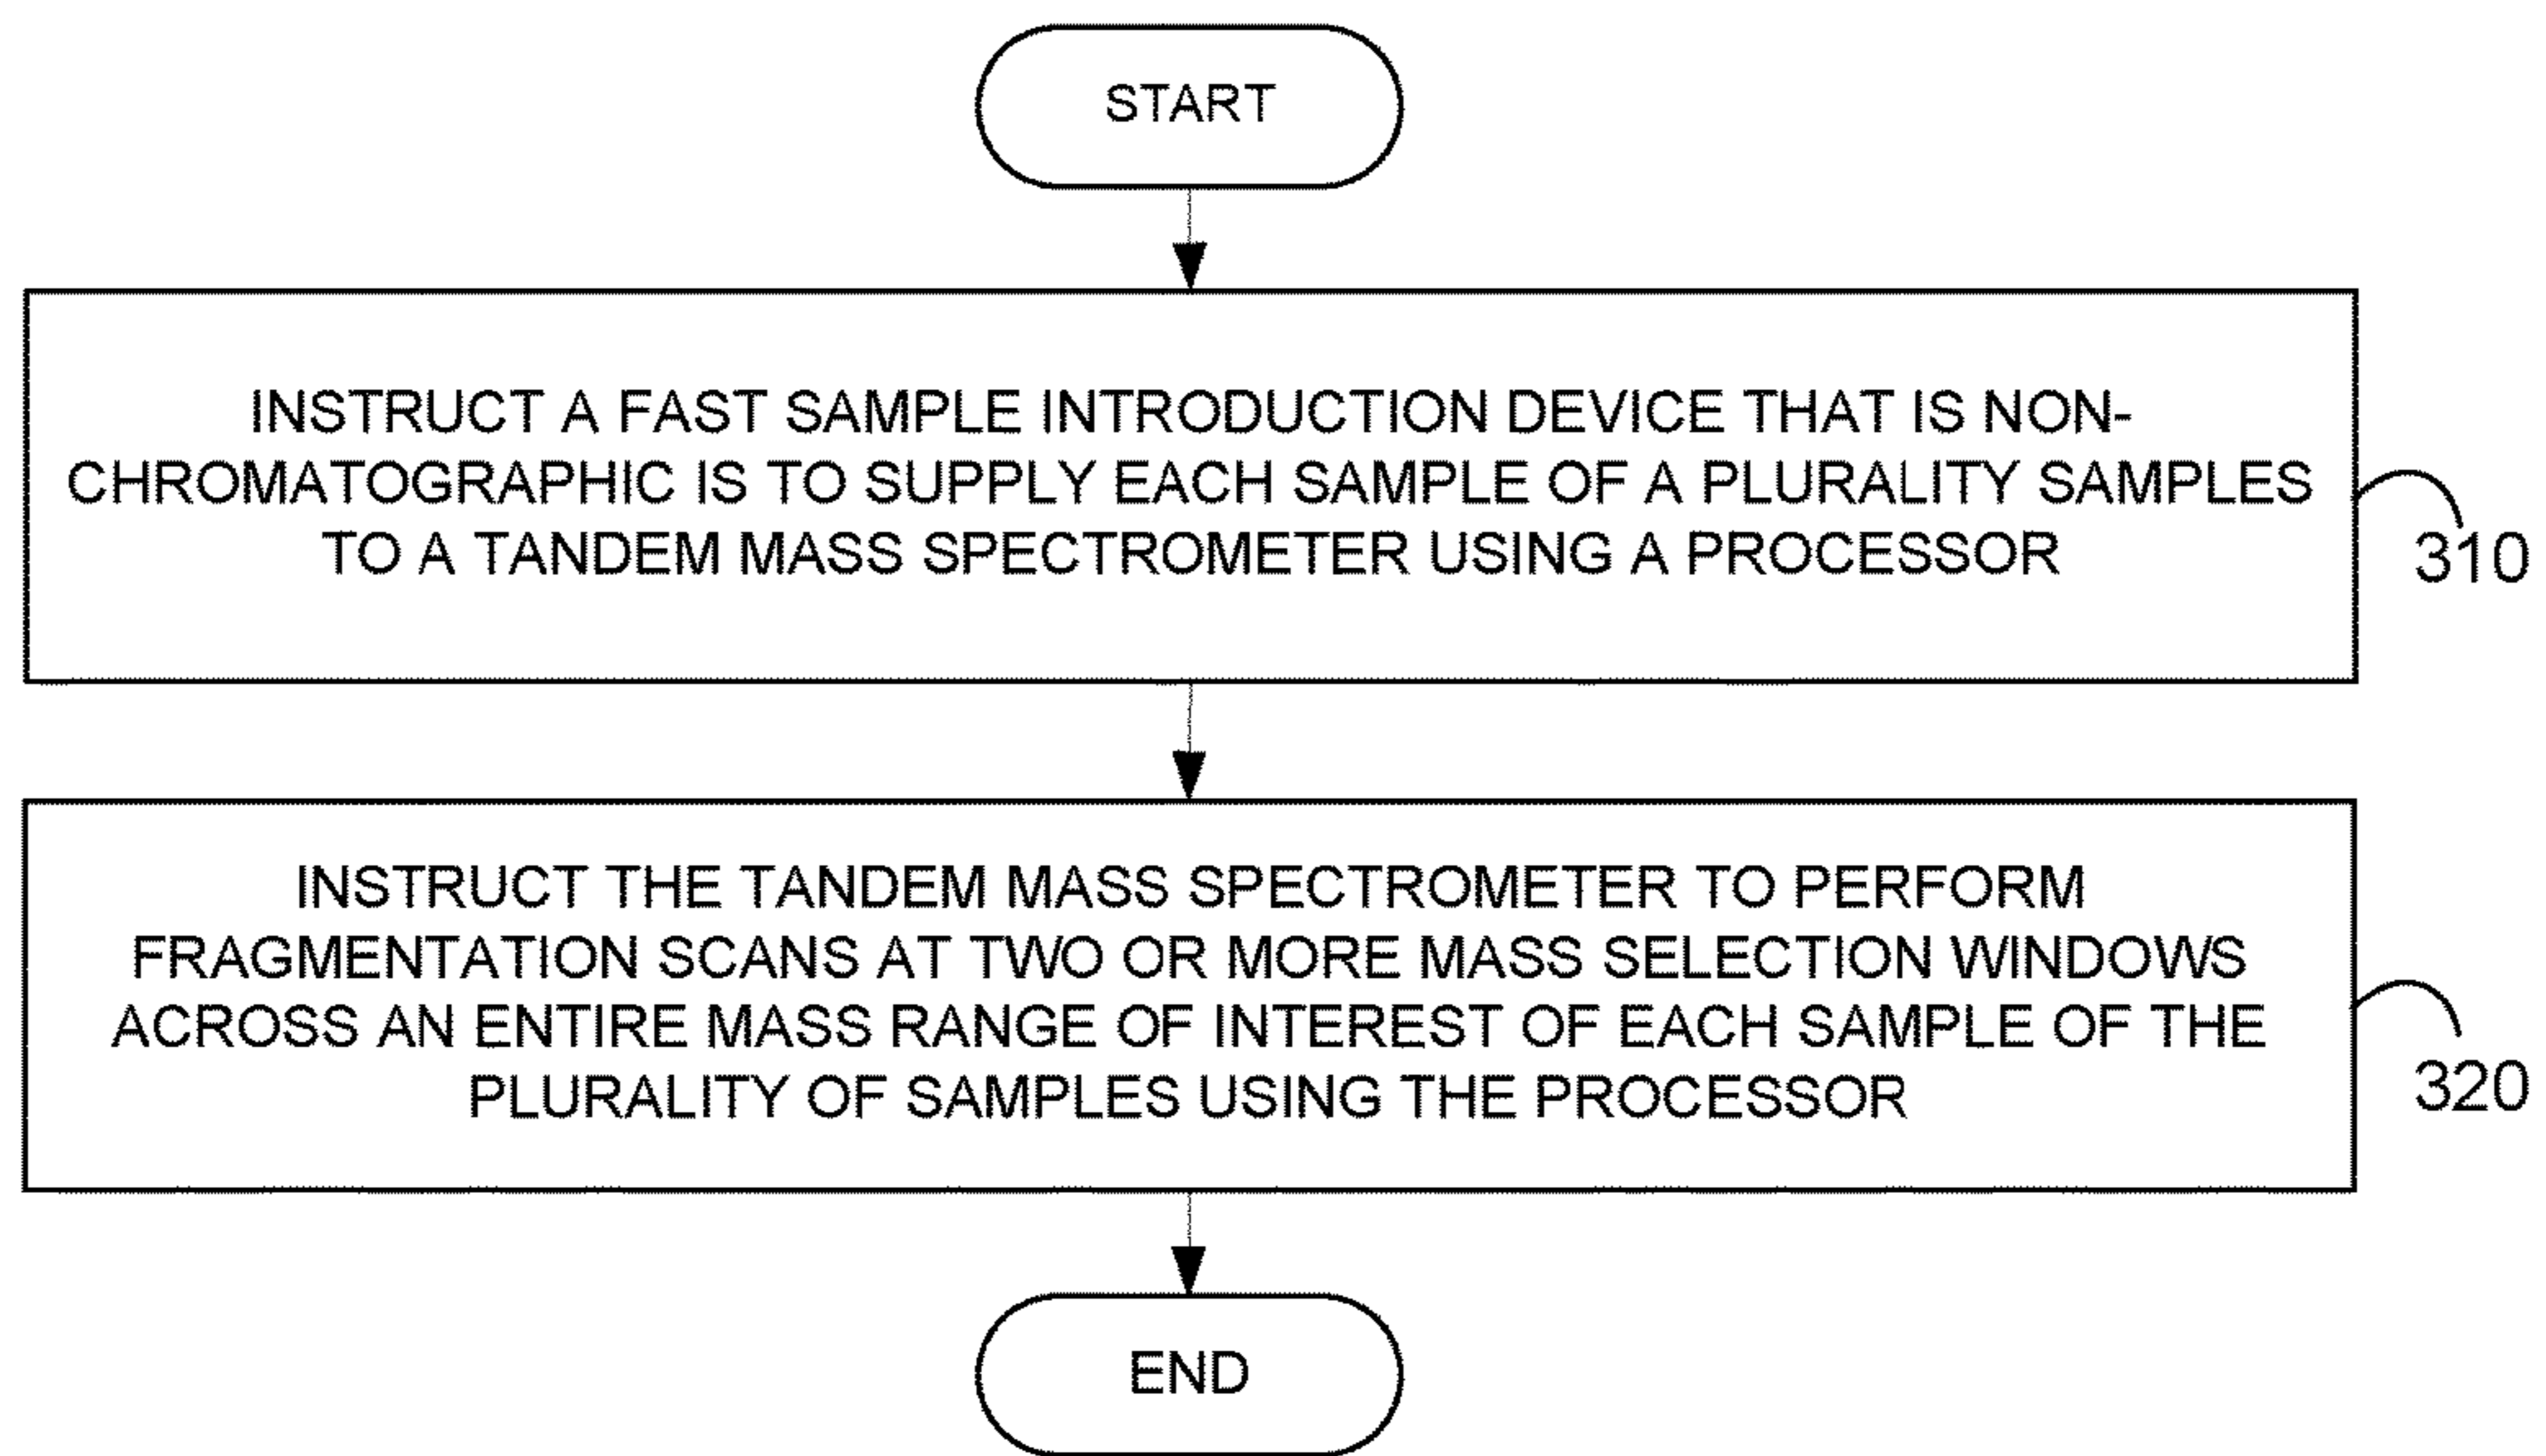 START
INSTRUCT A FAST SAMPLE INTRODUCTION DEVICE THAT IS NON-
CHROMATOGRAPHIC IS TO SUPPLY EACH SAMPLE OF A PLURALITY SAMPLES
TO A TANDEM MASS SPECTROMETER USING A PROCESSOR
310
INSTRUCT THE TANDEM MASS SPECTROMETER TO PERFORM
FRAGMENTATION SCANS AT TWO OR MORE MASS SELECTION WINDOWS
ACROSS AN ENTIRE MASS RANGE OF INTEREST OF EACH SAMPLE OF THE
PLURALITY OF SAMPLES USING THE PROCESSOR
320
END